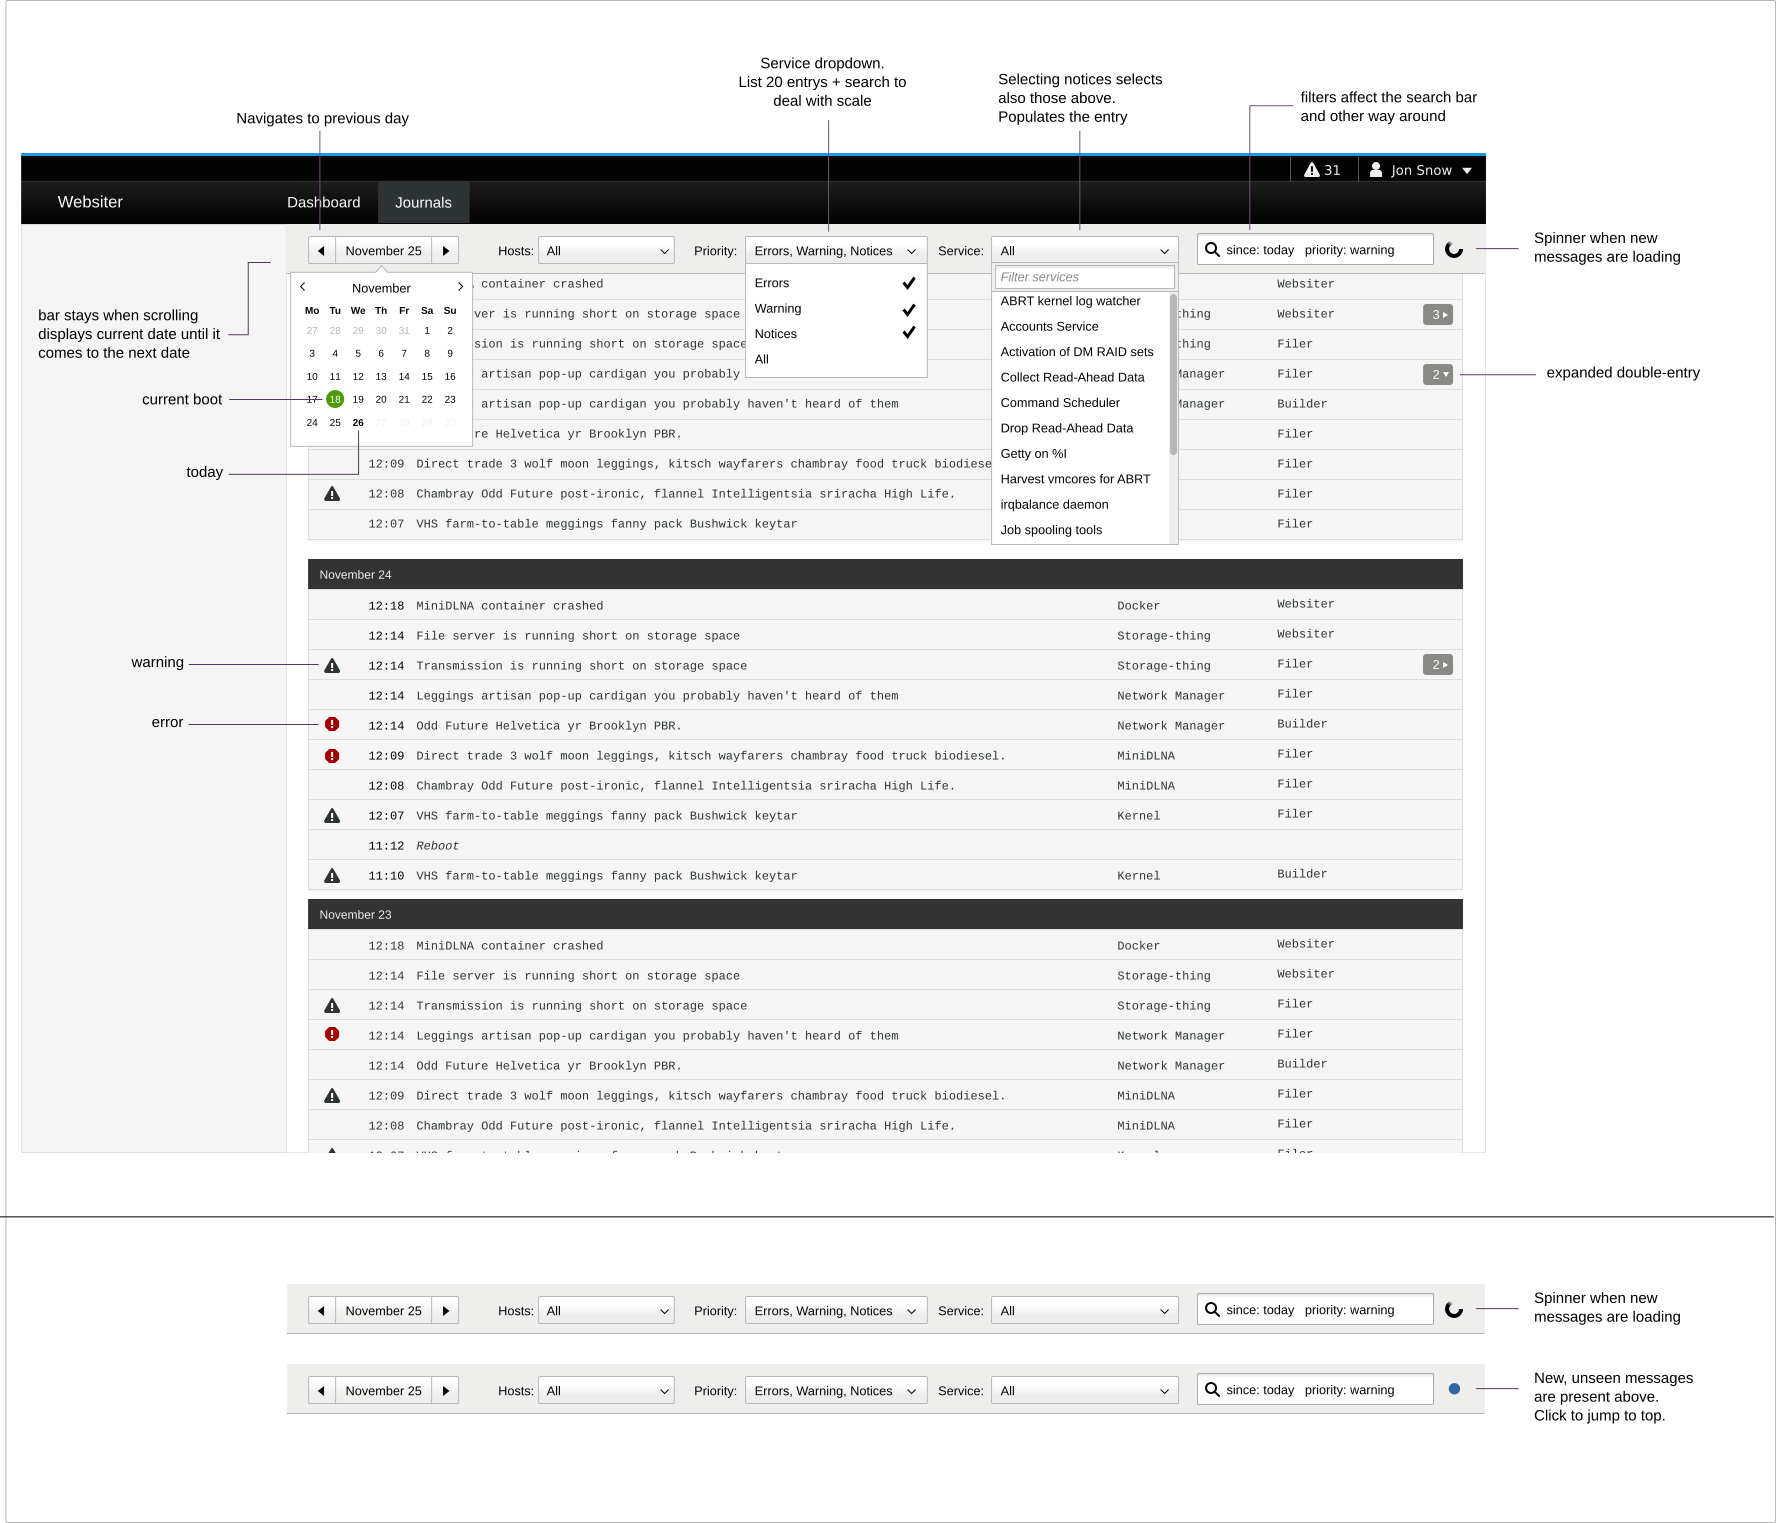 Service dropdown.
List 20 entrys + search to
deal with scale
Selecting notices selects
also those above.
Populates the entry
filters affect the search bar
and other way around
Navigates to previous day
31 Jon Snow
Websiter Dashboard Journals
November 25 Hosts: All Priority: Errors, Warning, Notices Service: All since: today priority: warning
Spinner when new
messages are loading
bar stays when scrolling
displays current date until it
comes to the next date
current boot
today
November
Mo Tu We Th Fr Sa Su
27 28 29 30 31 1 2
3 4 5 6 7 8 9
10 11 12 13 14 15 16
17 18 19 20 21 22 23
24 25 26 27 28 29 30
Errors
Warning
Notices
All
Filter services
ABRT kernel log watcher
Accounts Service
Activation of DM RAID sets
Collect Read-Ahead Data
Command Scheduler
Drop Read-Ahead Data
Getty on %I
Harvest vmcores for ABRT
irqbalance daemon
Job spooling tools
container crashed Websiter
ver is running short on storage space thing Websiter 3
sion is running short on storage space thing Filer
artisan pop-up cardigan you probably Manager Filer 2
expanded double-entry
artisan pop-up cardigan you probably haven't heard of them Manager Builder
re Helvetica yr Brooklyn PBR. Filer
12:09 Direct trade 3 wolf moon leggings, kitsch wayfarers chambray food truck biodiese Filer
12:08 Chambray Odd Future post-ironic, flannel Intelligentsia sriracha High Life. Filer
12:07 VHS farm-to-table meggings fanny pack Bushwick keytar Filer
November 24
12:18 MiniDLNA container crashed Docker Websiter
12:14 File server is running short on storage space Storage-thing Websiter
warning
12:14 Transmission is running short on storage space Storage-thing Filer 2
12:14 Leggings artisan pop-up cardigan you probably haven't heard of them Network Manager Filer
error
12:14 Odd Future Helvetica yr Brooklyn PBR. Network Manager Builder
12:09 Direct trade 3 wolf moon leggings, kitsch wayfarers chambray food truck biodiesel. MiniDLNA Filer
12:08 Chambray Odd Future post-ironic, flannel Intelligentsia sriracha High Life. MiniDLNA Filer
12:07 VHS farm-to-table meggings fanny pack Bushwick keytar Kernel Filer
11:12 Reboot
11:10 VHS farm-to-table meggings fanny pack Bushwick keytar Kernel Builder
November 23
12:18 MiniDLNA container crashed Docker Websiter
12:14 File server is running short on storage space Storage-thing Websiter
12:14 Transmission is running short on storage space Storage-thing Filer
12:14 Leggings artisan pop-up cardigan you probably haven't heard of them Network Manager Filer
12:14 Odd Future Helvetica yr Brooklyn PBR. Network Manager Builder
12:09 Direct trade 3 wolf moon leggings, kitsch wayfarers chambray food truck biodiesel. MiniDLNA Filer
12:08 Chambray Odd Future post-ironic, flannel Intelligentsia sriracha High Life. MiniDLNA Filer
November 25 Hosts: All Priority: Errors, Warning, Notices Service: All since: today priority: warning
Spinner when new
messages are loading
November 25 Hosts: All Priority: Errors, Warning, Notices Service: All since: today priority: warning
New, unseen messages
are present above.
Click to jump to top.